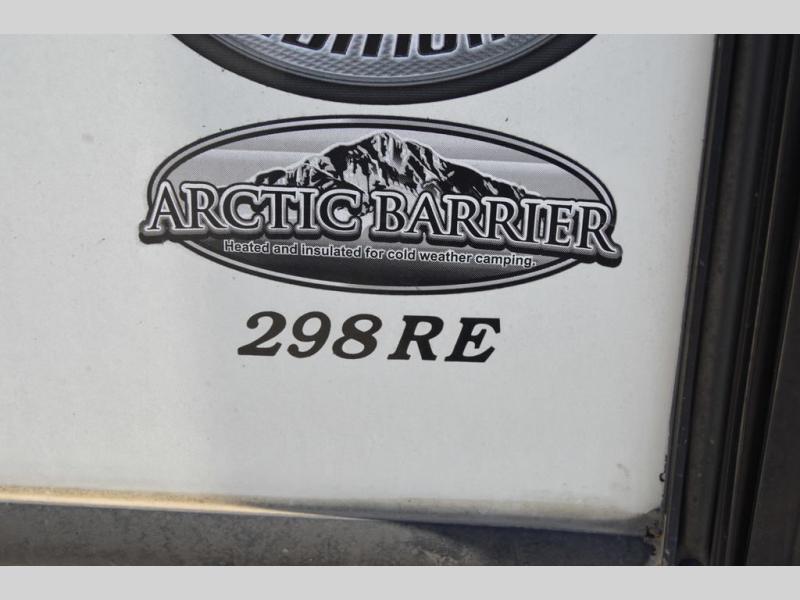 ARCTIC BARRIER
Heated and insulated for cold weather camping.
298RE